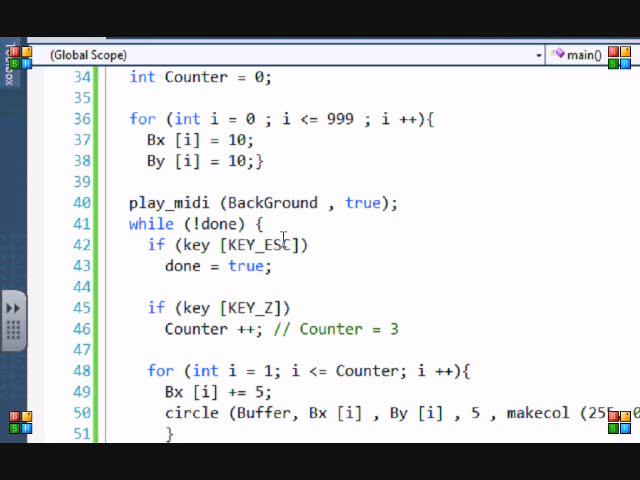 Toolbox
(Global Scope) main()
34 int Counter = 0;
35
36 for (int i = 0 ; i <= 999 ; i ++){
37 Bx [i] = 10;
38 By [i] = 10;}
39
40 play_midi (BackGround , true);
41 while (!done) {
42 if (key [KEY_ESC])
43 done = true;
44
45 if (key [KEY_Z])
46 Counter ++; // Counter = 3
47
48 for (int i = 1; i <= Counter; i ++){
49 Bx [i] += 5;
50 circle (Buffer, Bx [i] , By [i] , 5 , makecol (255
51 }